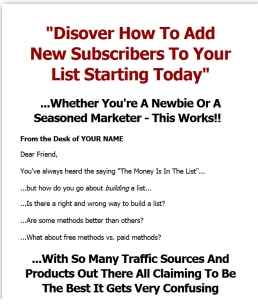 "Disover How To Add
New Subscribers To Your
List Starting Today"
...Whether You're A Newbie Or A
Seasoned Marketer - This Works!!
From the Desk of YOUR NAME
Dear Friend,
You've always heard the saying "The Money Is In The List"...
...but how do you go about building a list...
...Is there a right and wrong way to build a list?
...Are some methods better than others?
...What about free methods vs. paid methods?
...With So Many Traffic Sources And
Products Out There All Claiming To Be
The Best It Gets Very Confusing